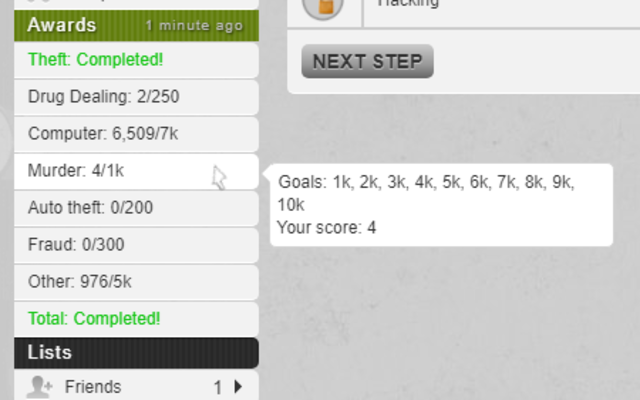 Hacking
Awards 1 minute ago
Theft: Completed!
Drug Dealing: 2/250
Computer: 6,509/7k
Murder: 4/1k
Auto theft: 0/200
Fraud: 0/300
Other: 976/5k
Total: Completed!
Lists
Friends 1
NEXT STEP
Goals: 1k, 2k, 3k, 4k, 5k, 6k, 7k, 8k, 9k,
10k
Your score: 4